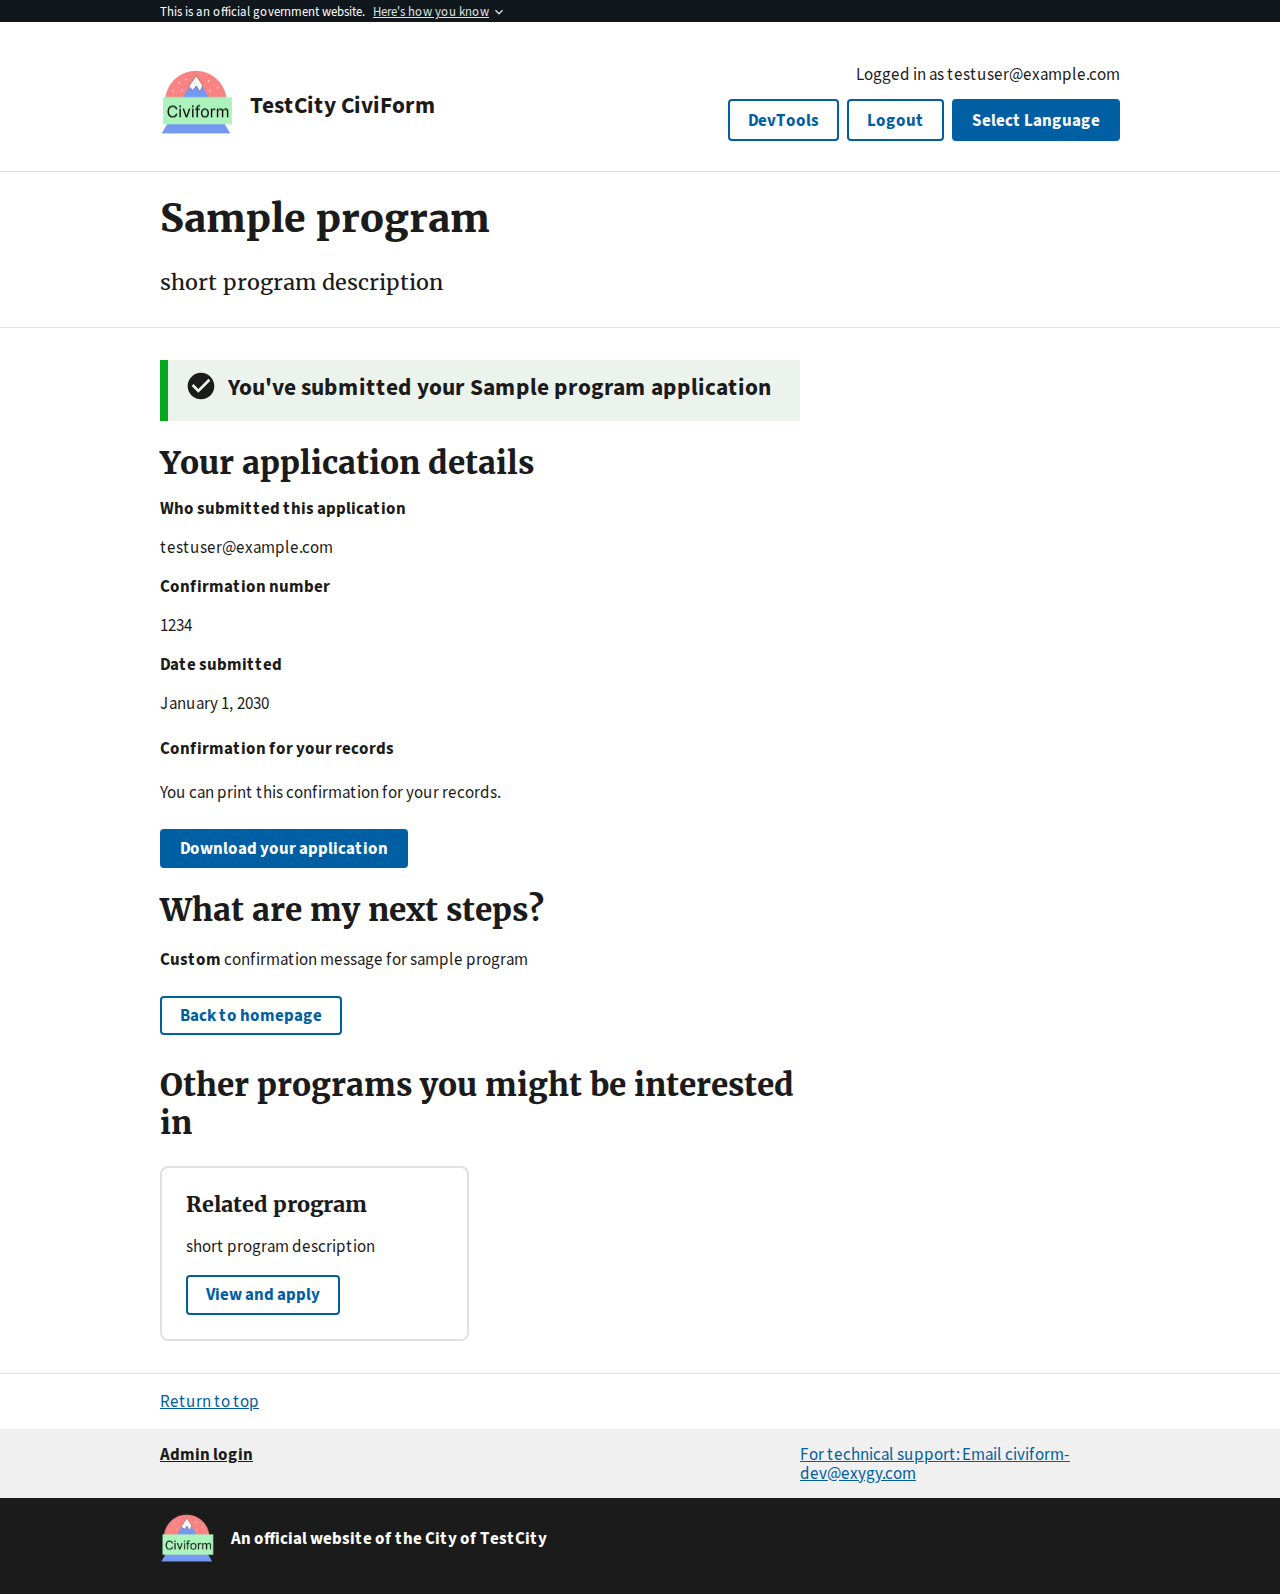 This is an official government website. Here's how you know
Logged in as testuser@example.com
Civiform
TestCity CiviForm
DevTools
Logout
Select Language
Sample program
short program description
You've submitted your Sample program application
Your application details
Who submitted this application
testuser@example.com
Confirmation number
1234
Date submitted
January 1, 2030
Confirmation for your records
You can print this confirmation for your records.
Download your application
What are my next steps?
Custom confirmation message for sample program
Back to homepage
Other programs you might be interested
in
Related program
short program description
View and apply
Return to top
Admin login
For technical support: Email civiform-
dev@exygy.com
Civiform
An official website of the City of TestCity